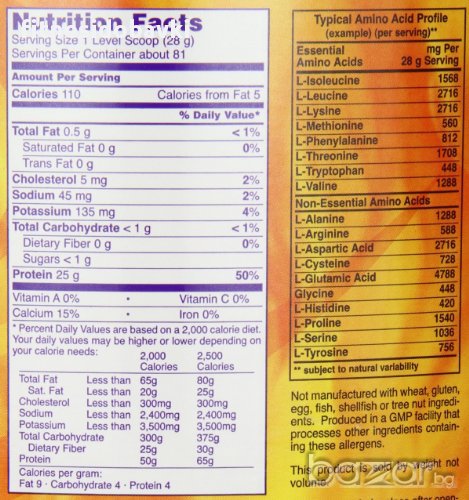 Nutrition Facts
Serving Size 1 Level Scoop (28 g)
Servings Per Container about 81
Amount Per Serving
Calories 110 Calories from Fat 5
% Daily Value*
Total Fat 0.5 g < 1%
Saturated Fat 0 g 0%
Trans Fat 0 g
Cholesterol 5 mg 2%
Sodium 45 mg 2%
Potassium 135 mg 4%
Total Carbohydrate < 1 g < 1%
Dietary Fiber 0 g 0%
Sugars < 1 g
Protein 25 g 50%
Vitamin A 0% • Vitamin C 0%
Calcium 15% • Iron 0%
* Percent Daily Values are based on a 2,000 calorie diet.
Your daily values may be higher or lower depending on
your calorie needs:
2,000 2,500
Calories Calories
Total Fat Less than 65g 80g
Sat. Fat Less than 20g 25g
Cholesterol Less than 300mg 300mg
Sodium Less than 2,400mg 2,400mg
Potassium Less than 3,500mg 3,500mg
Total Carbohydrate 300g 375g
Dietary Fiber 25g 30g
Protein 50g 65g
Calories per gram:
Fat 9 · Carbohydrate 4 · Protein 4
Typical Amino Acid Profile
(example) (per serving)**
Essential mg Per
Amino Acids 28 g Serving
L-Isoleucine 1568
L-Leucine 2716
L-Lysine 2716
L-Methionine 560
L-Phenylalanine 812
L-Threonine 1708
L-Tryptophan 448
L-Valine 1288
Non-Essential Amino Acids
L-Alanine 1288
L-Arginine 588
L-Aspartic Acid 2716
L-Cysteine 728
L-Glutamic Acid 4788
Glycine 448
L-Histidine 420
L-Proline 1540
L-Serine 1036
L-Tyrosine 756
** subject to natural variability
Not manufactured with wheat, gluten,
egg, fish, shellfish or tree nut ingredi-
ents. Produced in a GMP facility that
processes other ingredients contain-
ing these allergens.
This product is sold by weight not
volume.
bazar.bg